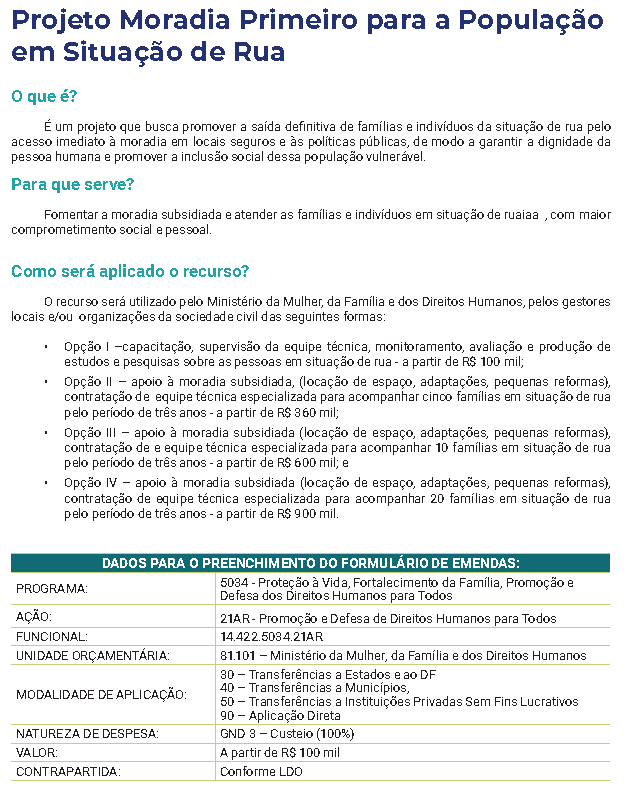 Projeto Moradia Primeiro para a População
em Situação de Rua
O que é?
É um projeto que busca promover a saída definitiva de famílias e indivíduos da situação de rua pelo
acesso imediato à moradia em locais seguros e às políticas públicas, de modo a garantir a dignidade da
pessoa humana e promover a inclusão social dessa população vulnerável.
Para que serve?
Fomentar a moradia subsidiada e atender as famílias e indivíduos em situação de ruaiaa , com maior
comprometimento social e pessoal.
Como será aplicado o recurso?
O recurso será utilizado pelo Ministério da Mulher, da Família e dos Direitos Humanos, pelos gestores
locais e/ou organizações da sociedade civil das seguintes formas:
• Opção I –capacitação, supervisão da equipe técnica, monitoramento, avaliação e produção de
estudos e pesquisas sobre as pessoas em situação de rua - a partir de R$ 100 mil;
• Opção II – apoio à moradia subsidiada, (locação de espaço, adaptações, pequenas reformas),
contratação de equipe técnica especializada para acompanhar cinco famílias em situação de rua
pelo período de três anos - a partir de R$ 360 mil;
• Opção III – apoio à moradia subsidiada (locação de espaço, adaptações, pequenas reformas),
contratação de e equipe técnica especializada para acompanhar 10 famílias em situação de rua
pelo período de três anos - a partir de R$ 600 mil; e
• Opção IV – apoio à moradia subsidiada (locação de espaço, adaptações, pequenas reformas),
contratação de equipe técnica especializada para acompanhar 20 famílias em situação de rua
pelo período de três anos - a partir de R$ 900 mil.
DADOS PARA O PREENCHIMENTO DO FORMULÁRIO DE EMENDAS:
PROGRAMA: 5034 - Proteção à Vida, Fortalecimento da Família, Promoção e
Defesa dos Direitos Humanos para Todos
AÇÃO: 21AR - Promoção e Defesa de Direitos Humanos para Todos
FUNCIONAL: 14.422.5034.21AR
UNIDADE ORÇAMENTÁRIA: 81.101 – Ministério da Mulher, da Família e dos Direitos Humanos
MODALIDADE DE APLICAÇÃO: 30 – Transferências a Estados e ao DF
40 – Transferências a Municípios,
50 – Transferências a Instituições Privadas Sem Fins Lucrativos
90 – Aplicação Direta
NATUREZA DE DESPESA: GND 3 – Custeio (100%)
VALOR: A partir de R$ 100 mil
CONTRAPARTIDA: Conforme LDO